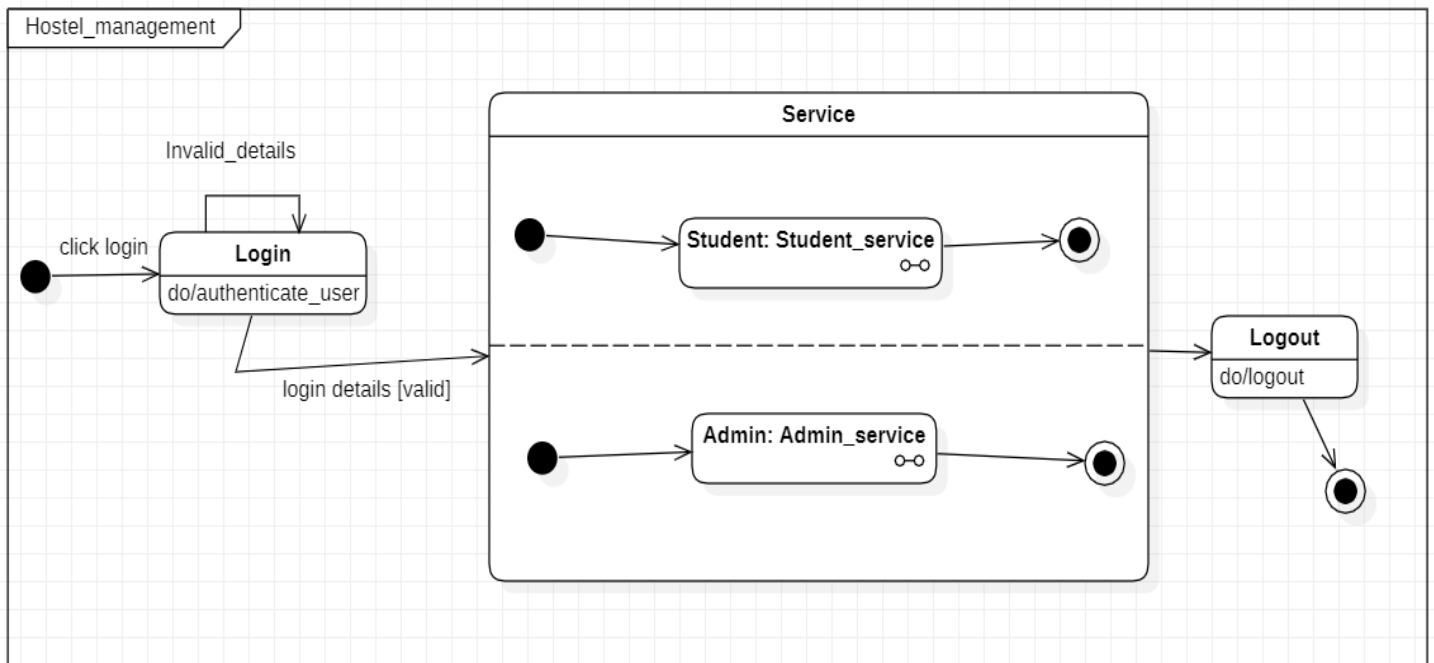 Hostel_management
Service
Invalid_details
click login
Login
do/authenticate_user
login details [valid]
Student: Student_service
Admin: Admin_service
Logout
do/logout